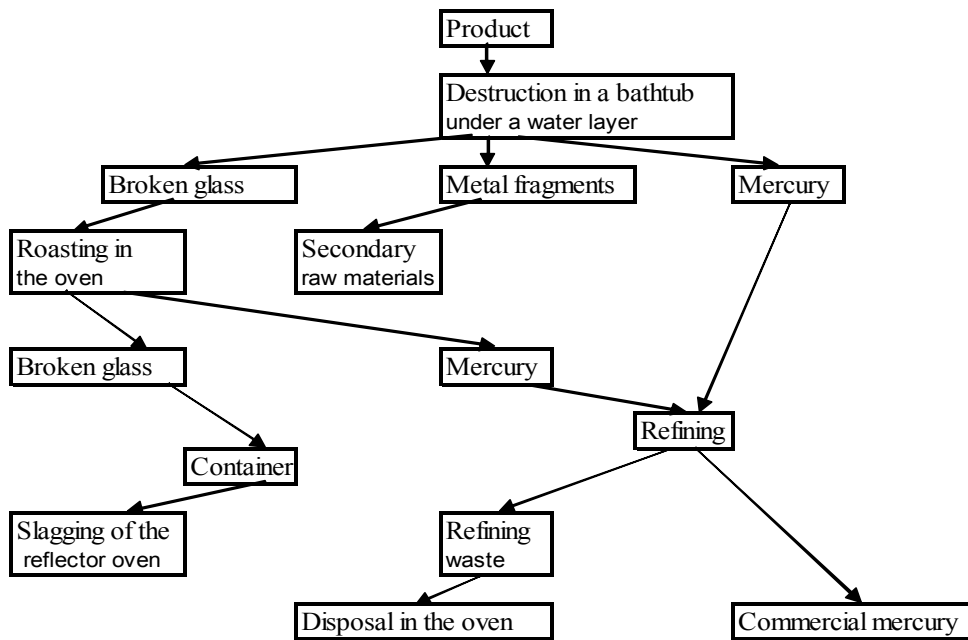 Product
Destruction in a bathtub
under a water layer
Broken glass
Metal fragments
Mercury
Roasting in
the oven
Secondary
raw materials
Broken glass
Mercury
Refining
Container
Slagging of the
reflector oven
Refining
waste
Disposal in the oven
Commercial mercury